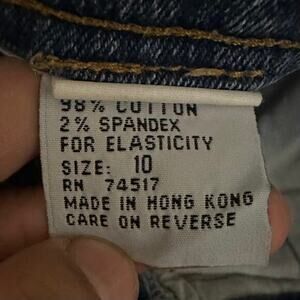 98% COTTON
2% SPANDEX
FOR ELASTICITY
SIZE: 10
RN 74517
MADE IN HONG KONG
CARE ON REVERSE